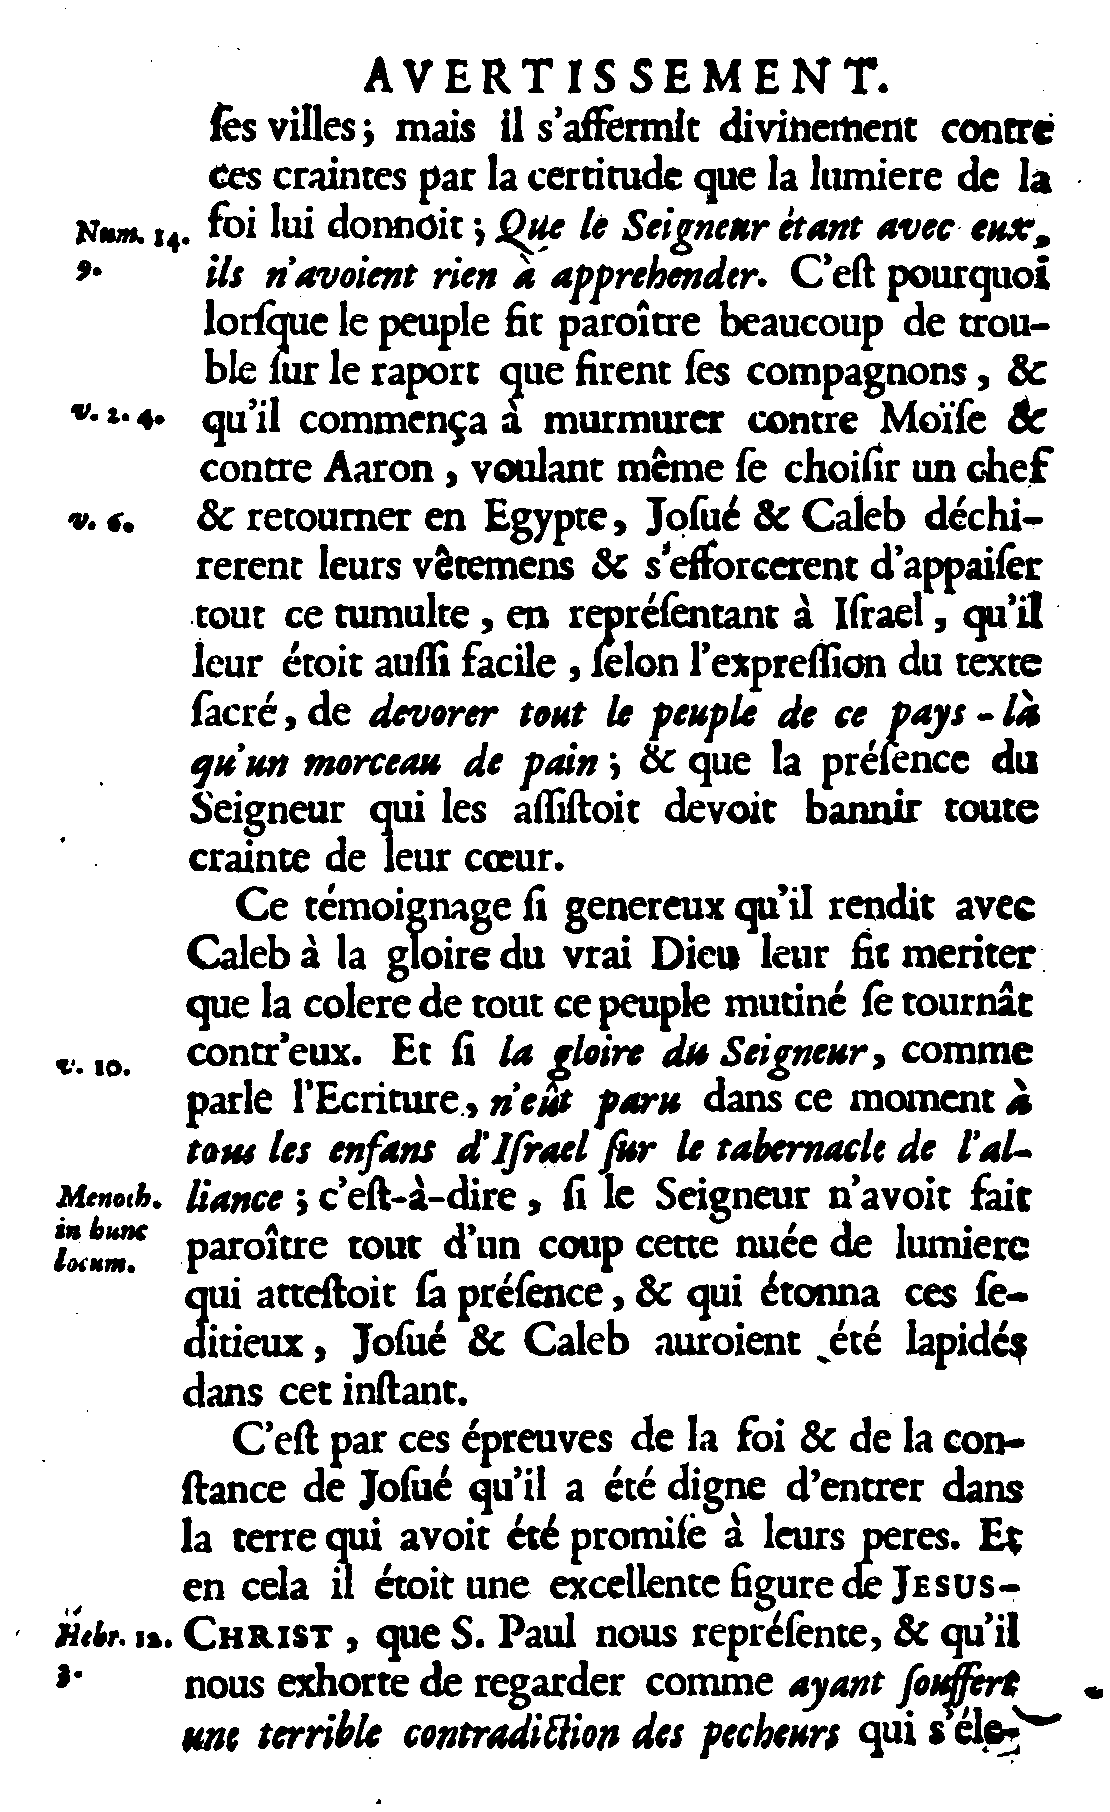 AVERTISSEMENT.
ſes villes; mais il s'affermit divinement contre
ces craintes par la certitude que la lumiere de la
Num. 14. foi lui donnoit; Que le Seigneur étant avec eux,
9. ils n'avoient rien à apprehender. C'eſt pourquoi
lorſque le peuple fit paroître beaucoup de trou-
ble ſur le raport que firent ſes compagnons, &
v. 2. 4. qu'il commença à murmurer contre Moïſe &
contre Aaron, voulant même ſe choiſir un chef
v. 6. & retourner en Egypte, Joſué & Caleb déchi-
rerent leurs vêtemens & s'efforcerent d'appaiſer
tout ce tumulte, en repréſentant à Iſrael, qu'il
leur étoit auſſi facile, ſelon l'expreſſion du texte
ſacré, de devorer tout le peuple de ce pays-là
qu'un morceau de pain; & que la préſence du
Seigneur qui les aſſiſtoit devoit bannir toute
crainte de leur cœur.
Ce témoignage ſi genereux qu'il rendit avec
Caleb à la gloire du vrai Dieu leur fit meriter
que la colere de tout ce peuple mutiné ſe tournât
v. 10. contr'eux. Et ſi la gloire du Seigneur, comme
parle l'Ecriture, n'eût paru dans ce moment à
tous les enfans d'Iſrael ſur le tabernacle de l'al-
Menoch. liance; c'eſt-à-dire, ſi le Seigneur n'avoit fait
in hunc paroître tout d'un coup cette nuée de lumiere
locum. qui atteſtoit ſa préſence, & qui étonna ces ſe-
ditieux, Joſué & Caleb auroient été lapidés
dans cet inſtant.
C'eſt par ces épreuves de la foi & de la con-
ſtance de Joſué qu'il a été digne d'entrer dans
la terre qui avoit été promiſe à leurs peres. Et
en cela il étoit une excellente figure de JESUS-
Hebr. 12. CHRIST, que S. Paul nous repréſente, & qu'il
3. nous exhorte de regarder comme ayant ſouffert
une terrible contradiction des pecheurs qui s'éle-